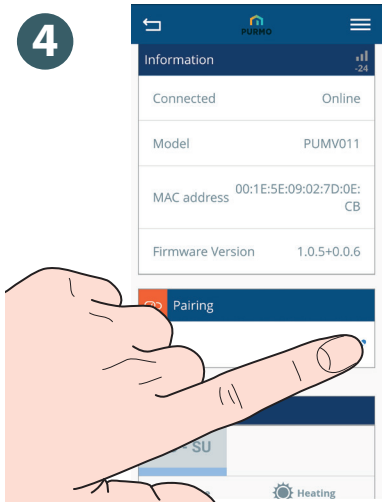 4
PURMO
Information
-24
Connected Online
Model PUMV011
MAC address 00:1E:5E:09:02:7D:0E:
CB
Firmware Version 1.0.5+0.0.6
Pairing
- SU
Heating